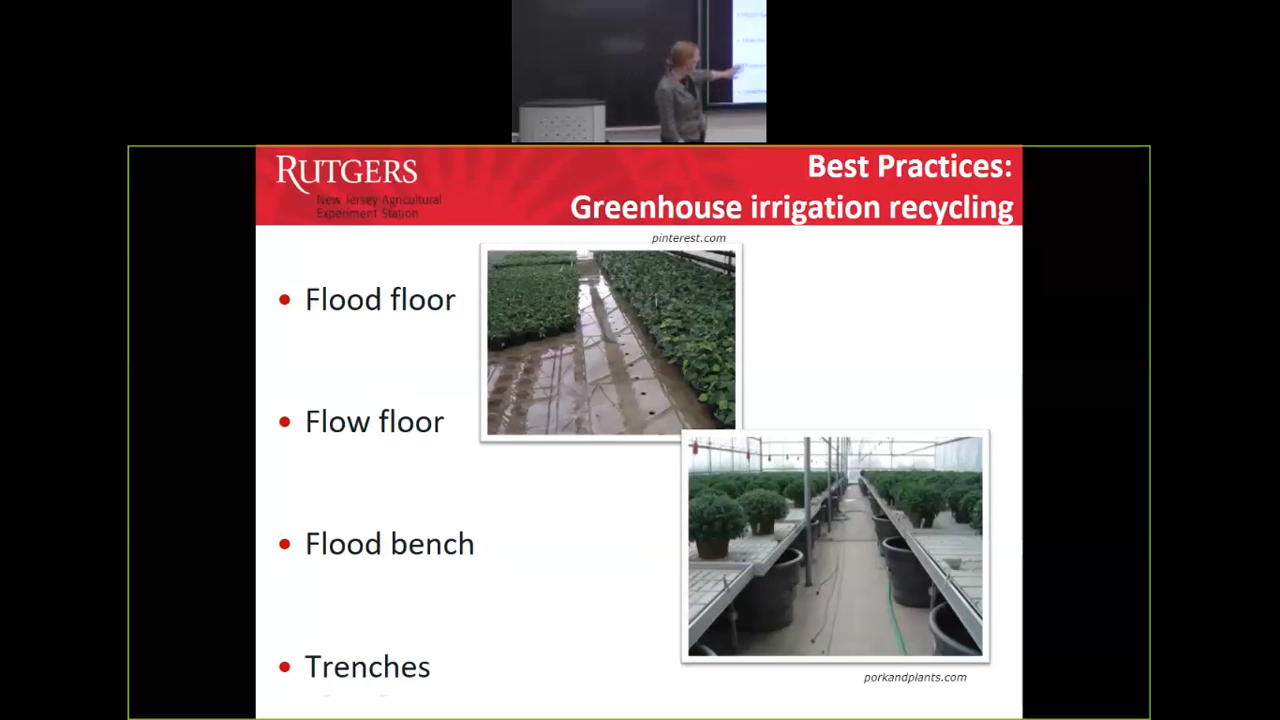 RUTGERS
New Jersey Agricultural
Experiment Station
Best Practices:
Greenhouse irrigation recycling
pinterest.com
• Flood floor
• Flow floor
• Flood bench
• Trenches
porkandplants.com